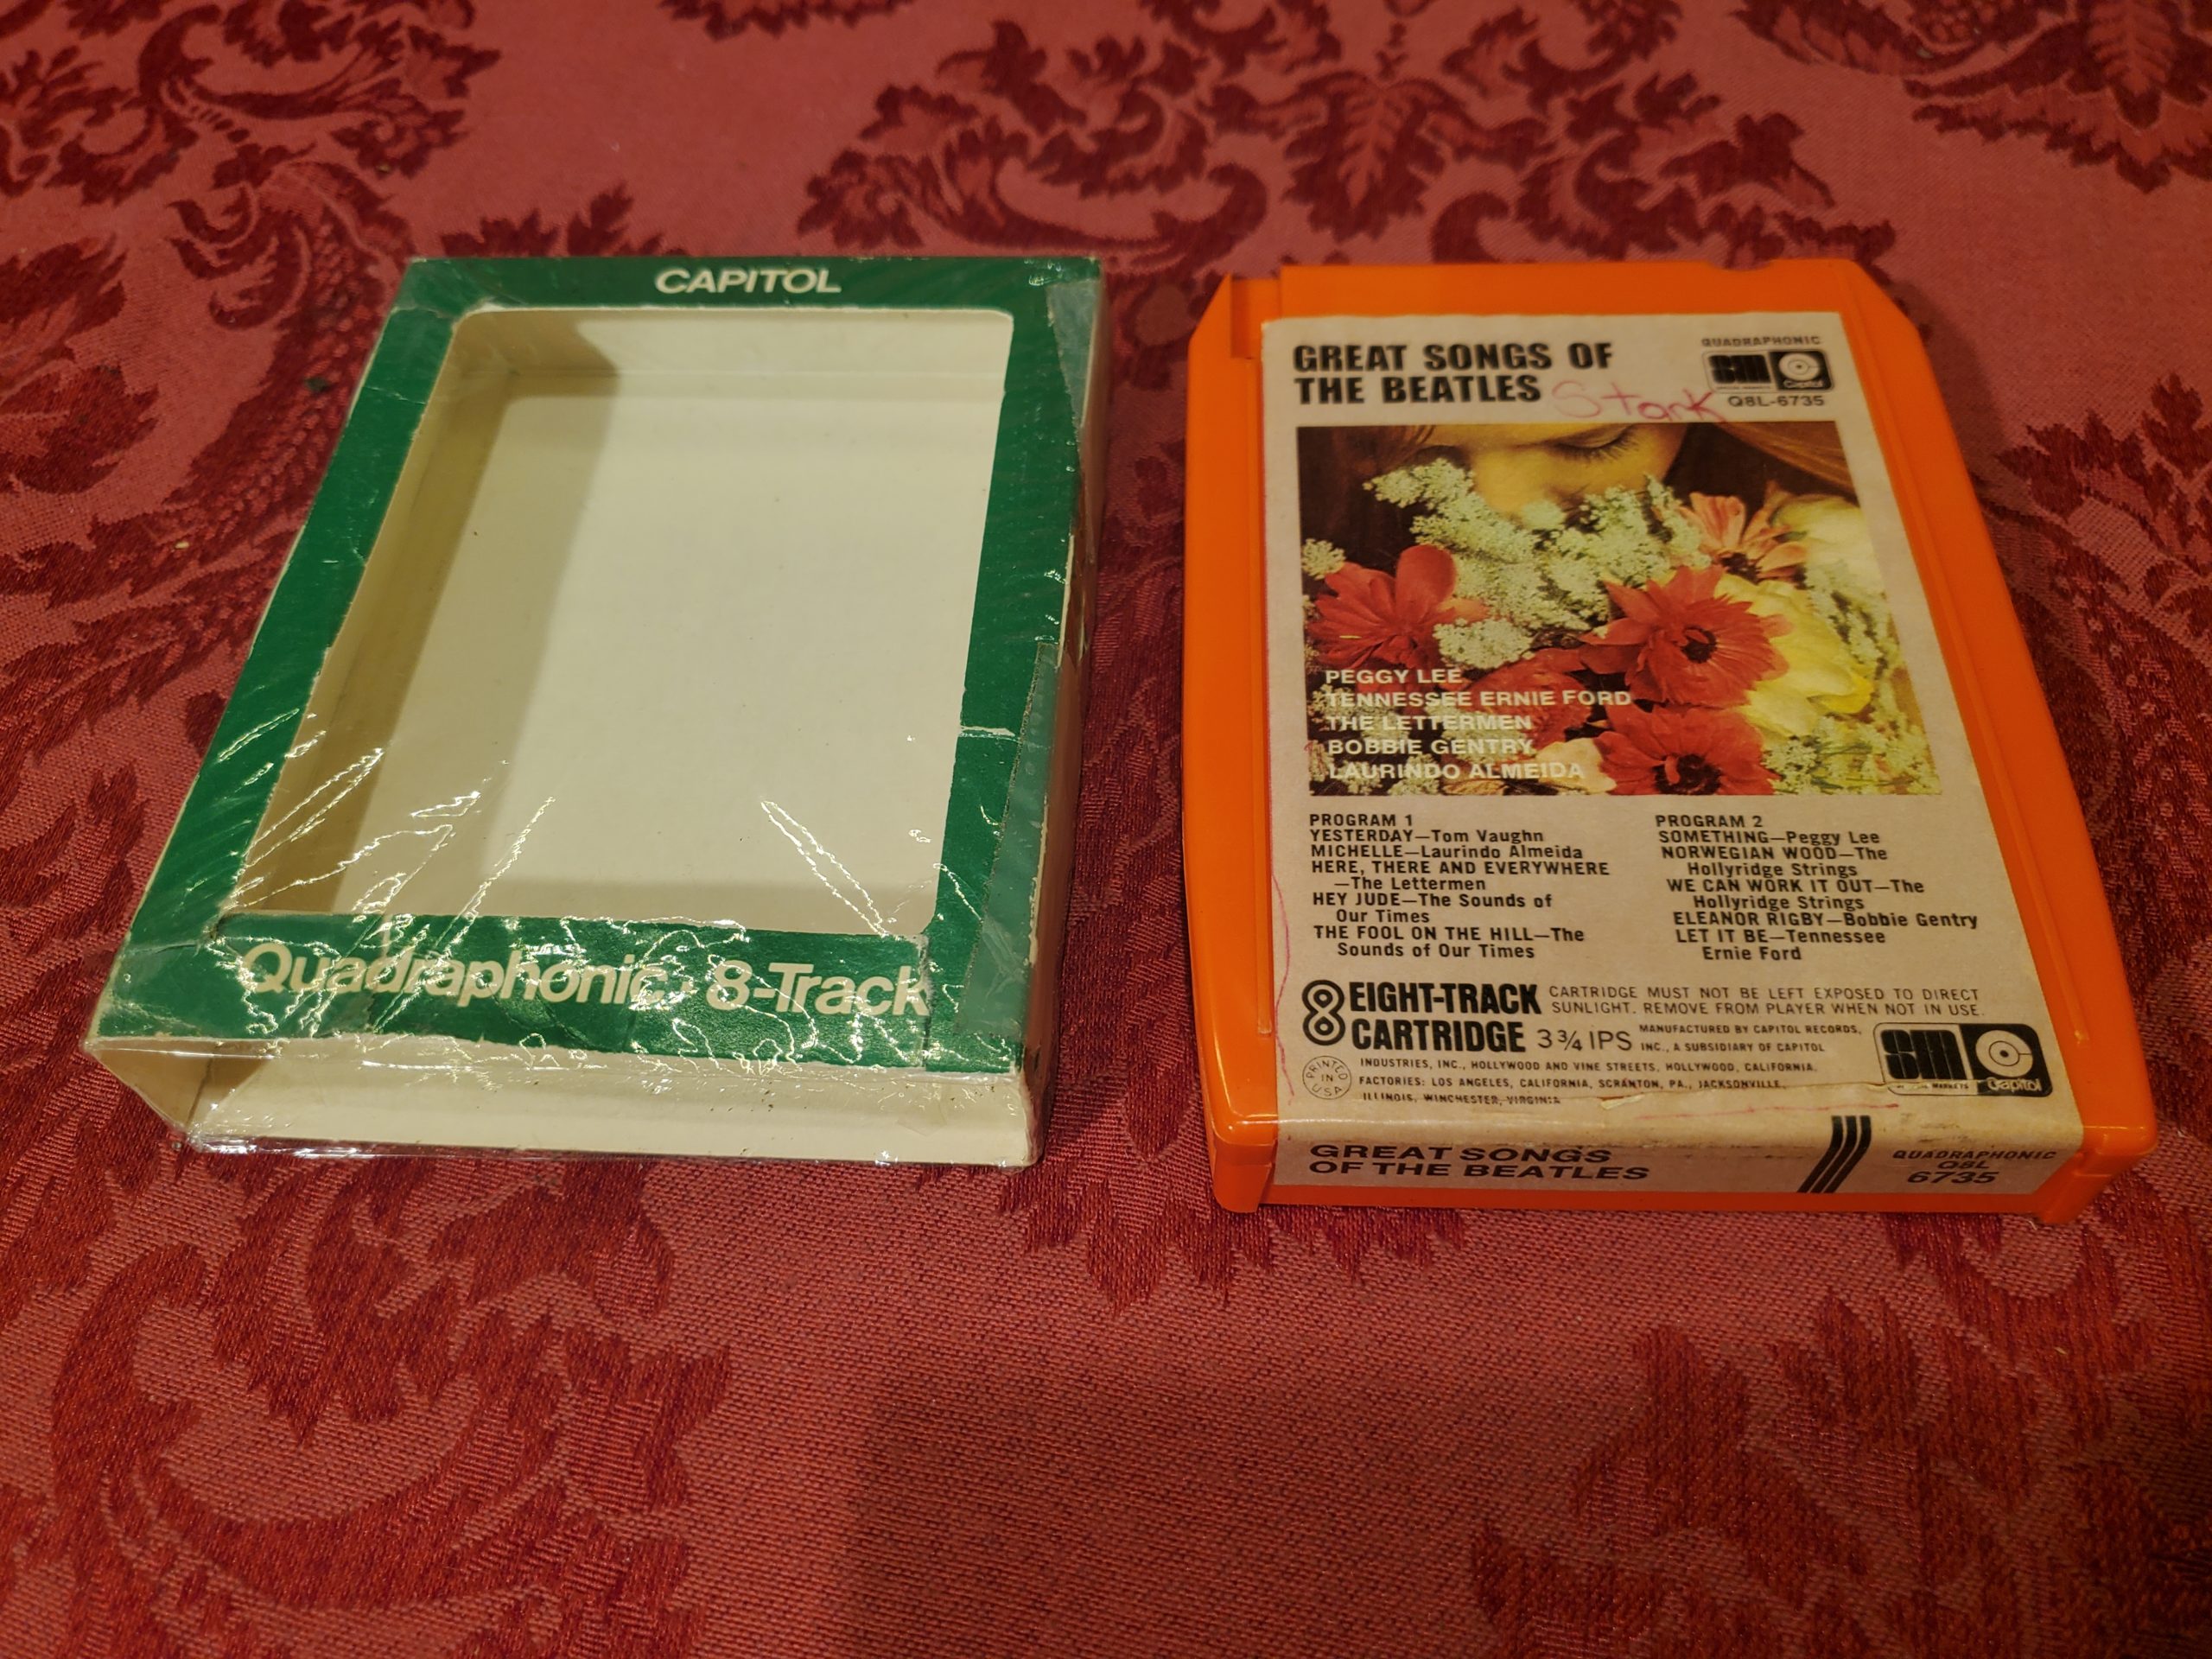 CAPITOL
Quadraphonic · 8-Track
GREAT SONGS OF
THE BEATLES
Stark
QUADRAPHONIC
SM
Capitol
Q8L-6735
PEGGY LEE
TENNESSEE ERNIE FORD
THE LETTERMEN
BOBBIE GENTRY
LAURINDO ALMEIDA
PROGRAM 1
YESTERDAY—Tom Vaughn
MICHELLE—Laurindo Almeida
HERE, THERE AND EVERYWHERE
—The Lettermen
HEY JUDE—The Sounds of
Our Times
THE FOOL ON THE HILL—The
Sounds of Our Times
PROGRAM 2
SOMETHING—Peggy Lee
NORWEGIAN WOOD—The
Hollyridge Strings
WE CAN WORK IT OUT—The
Hollyridge Strings
ELEANOR RIGBY—Bobbie Gentry
LET IT BE—Tennessee
Ernie Ford
8 EIGHT-TRACK
CARTRIDGE
CARTRIDGE MUST NOT BE LEFT EXPOSED TO DIRECT
SUNLIGHT. REMOVE FROM PLAYER WHEN NOT IN USE.
3 3/4 IPS
MANUFACTURED BY CAPITOL RECORDS,
INC., A SUBSIDIARY OF CAPITOL
INDUSTRIES, INC., HOLLYWOOD AND VINE STREETS, HOLLYWOOD, CALIFORNIA.
FACTORIES: LOS ANGELES, CALIFORNIA, SCRANTON, PA., JACKSONVILLE,
ILLINOIS, WINCHESTER, VIRGINIA
PRINTED
IN
USA
SM
Capitol
GREAT SONGS
OF THE BEATLES
QUADRAPHONIC
Q8L
6735